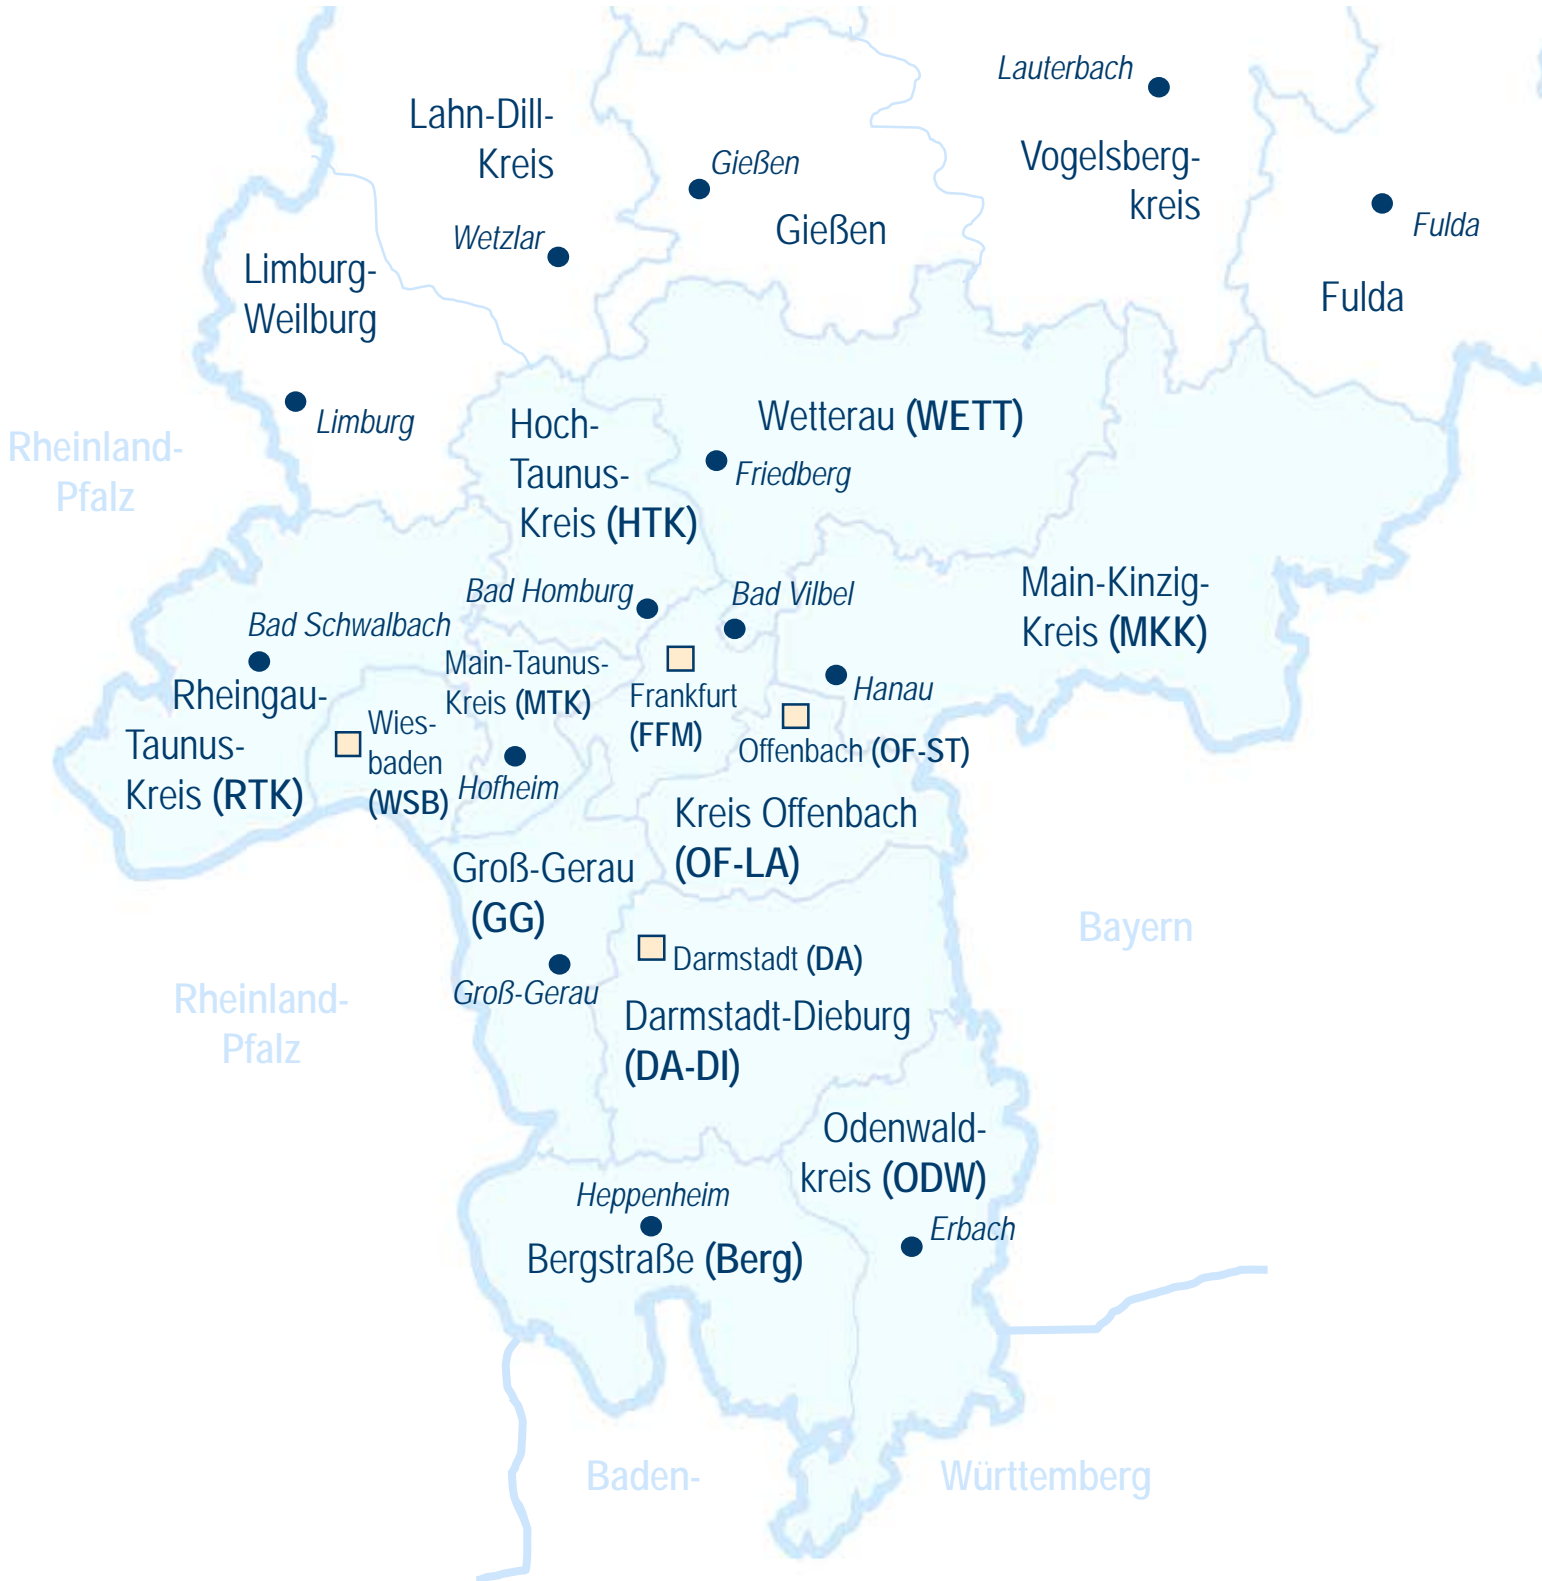 Lauterbach
Lahn-Dill-
Kreis
Gießen
Vogelsberg-
kreis
Gießen
Fulda
Wetzlar
Limburg-
Weilburg
Fulda
Limburg
Rheinland-
Pfalz
Hoch-
Taunus-
Kreis (HTK)
Wetterau (WETT)
Friedberg
Bad Homburg
Bad Vilbel
Main-Kinzig-
Kreis (MKK)
Bad Schwalbach
Rheingau-
Taunus-
Kreis (RTK)
Main-Taunus-
Kreis (MTK)
Frankfurt
(FFM)
Hanau
Wies-
baden
(WSB)
Hofheim
Offenbach (OF-ST)
Kreis Offenbach
(OF-LA)
Groß-Gerau
(GG)
Groß-Gerau
Darmstadt (DA)
Darmstadt-Dieburg
(DA-DI)
Bayern
Rheinland-
Pfalz
Odenwald-
kreis (ODW)
Heppenheim
Bergstraße (Berg)
Erbach
Baden-
Württemberg